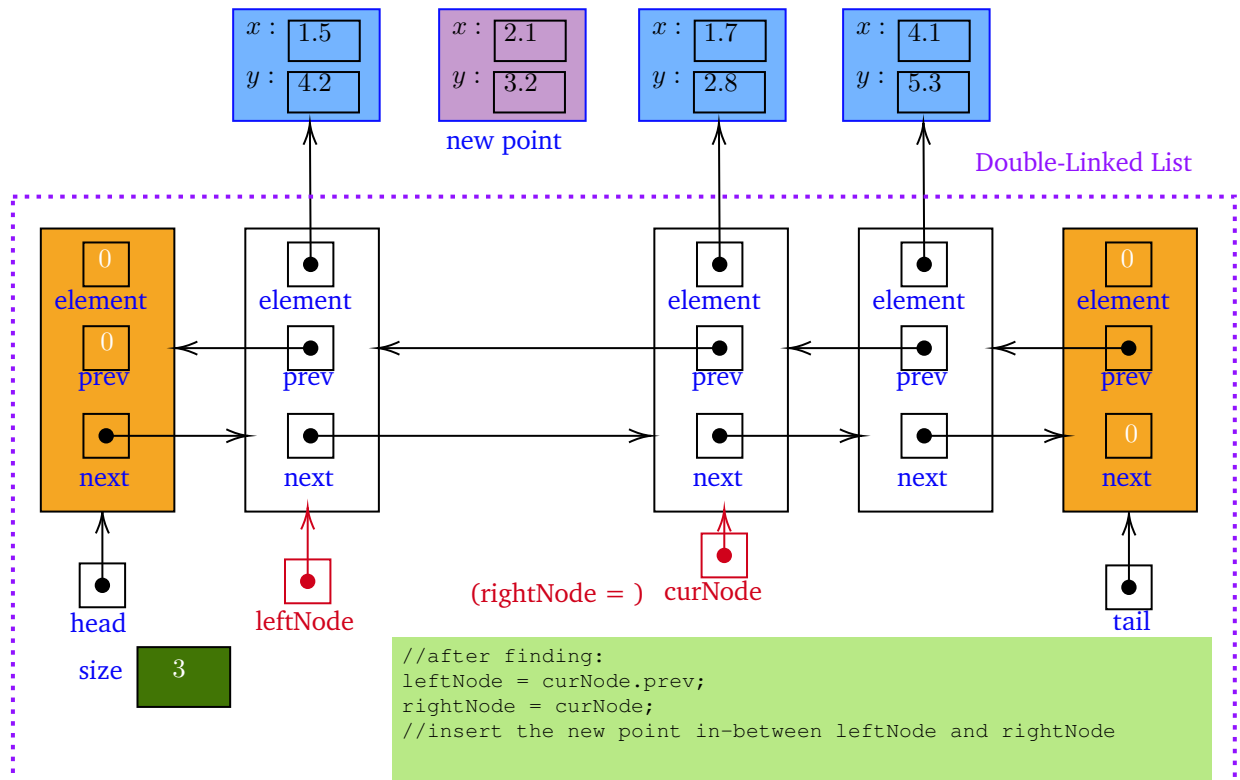 x : 1.5 x : 2.1 x : 1.7 x : 4.1
y : 4.2 y : 3.2 y : 2.8 y : 5.3
new point
Double-Linked List
0 0
element element element element element
0
prev prev prev prev prev
0
next next next next next
(rightNode = ) curNode
head leftNode tail
size 3
//after finding:
leftNode = curNode.prev;
rightNode = curNode;
//insert the new point in-between leftNode and rightNode